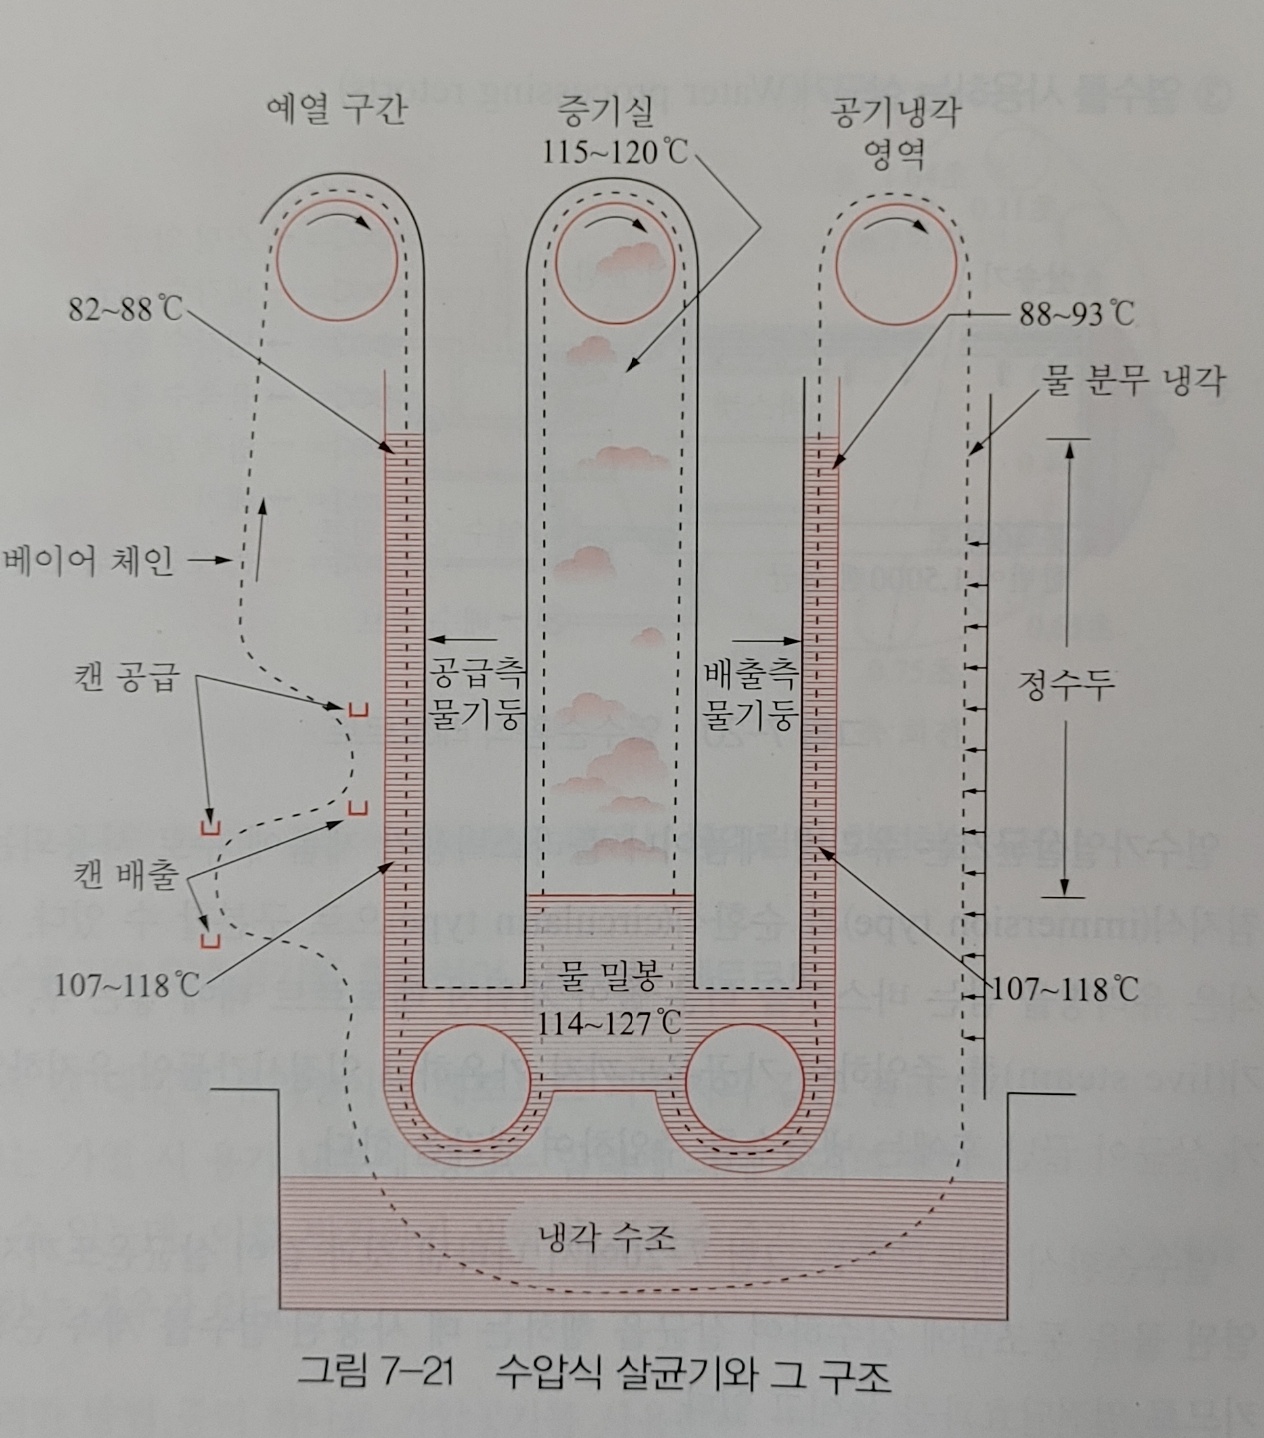 예열 구간
증기실
115~120℃
공기냉각
영역
82~88℃
88~93℃
물 분무 냉각
베이어 체인
공급측
물기둥
배출측
물기둥
캔 공급
정수두
캔 배출
107~118℃
물 밀봉
114~127℃
107~118℃
냉각 수조
그림 7-21 수압식 살균기와 그 구조